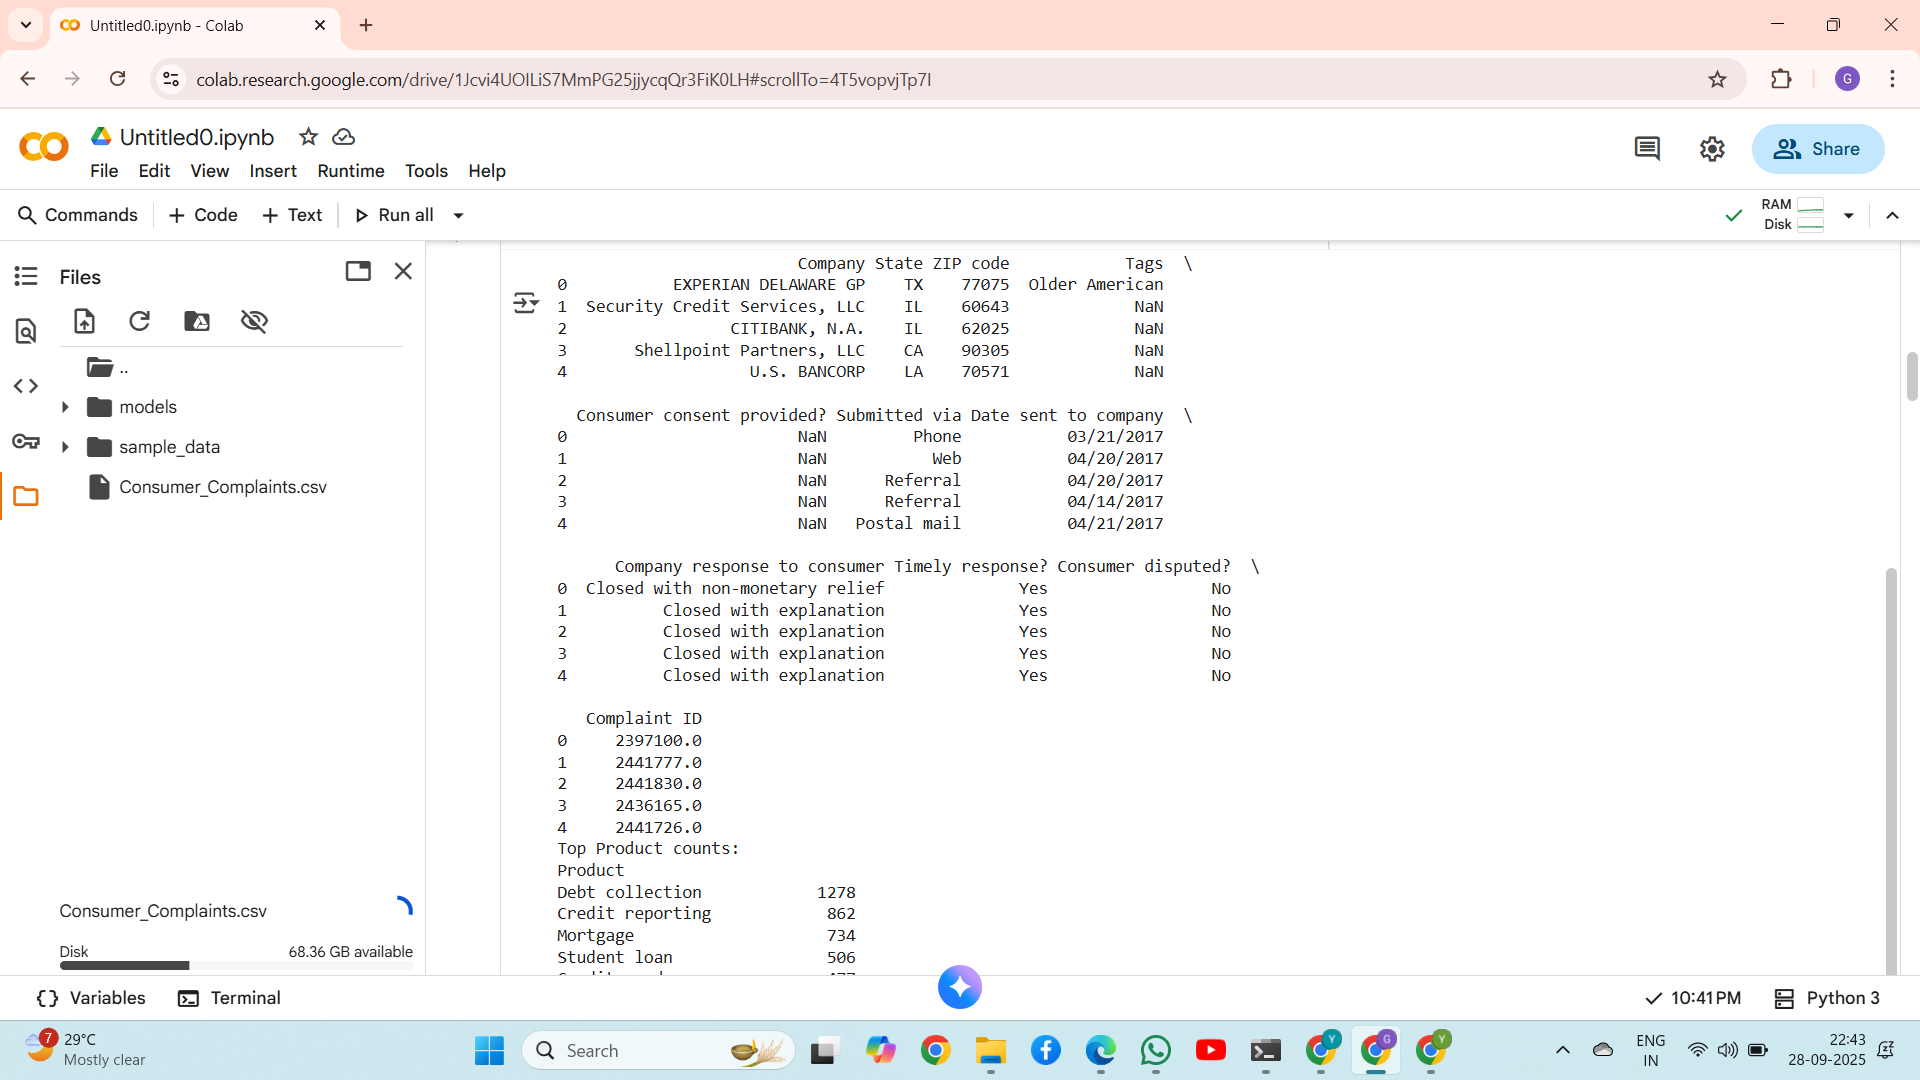 Untitled0.ipynb - Colab
colab.research.google.com/drive/1Jcvi4UOILiS7MmPG25jjycqQr3FiK0LH#scrollTo=4T5vopvjTp7I
G
Untitled0.ipynb
File Edit View Insert Runtime Tools Help
Share
Commands + Code + Text Run all
RAM
Disk
Files
..
models
sample_data
Consumer_Complaints.csv
Consumer_Complaints.csv
Disk 68.36 GB available
Company State ZIP code Tags \
0 EXPERIAN DELAWARE GP TX 77075 Older American
1 Security Credit Services, LLC IL 60643 NaN
2 CITIBANK, N.A. IL 62025 NaN
3 Shellpoint Partners, LLC CA 90305 NaN
4 U.S. BANCORP LA 70571 NaN
Consumer consent provided? Submitted via Date sent to company \
0 NaN Phone 03/21/2017
1 NaN Web 04/20/2017
2 NaN Referral 04/20/2017
3 NaN Referral 04/14/2017
4 NaN Postal mail 04/21/2017
Company response to consumer Timely response? Consumer disputed? \
0 Closed with non-monetary relief Yes No
1 Closed with explanation Yes No
2 Closed with explanation Yes No
3 Closed with explanation Yes No
4 Closed with explanation Yes No
Complaint ID
0 2397100.0
1 2441777.0
2 2441830.0
3 2436165.0
4 2441726.0
Top Product counts:
Product
Debt collection 1278
Credit reporting 862
Mortgage 734
Student loan 506
Variables Terminal
10:41 PM Python 3
7
29°C
Mostly clear
Search
Y
G
Y
ENG
IN
22:43
28-09-2025